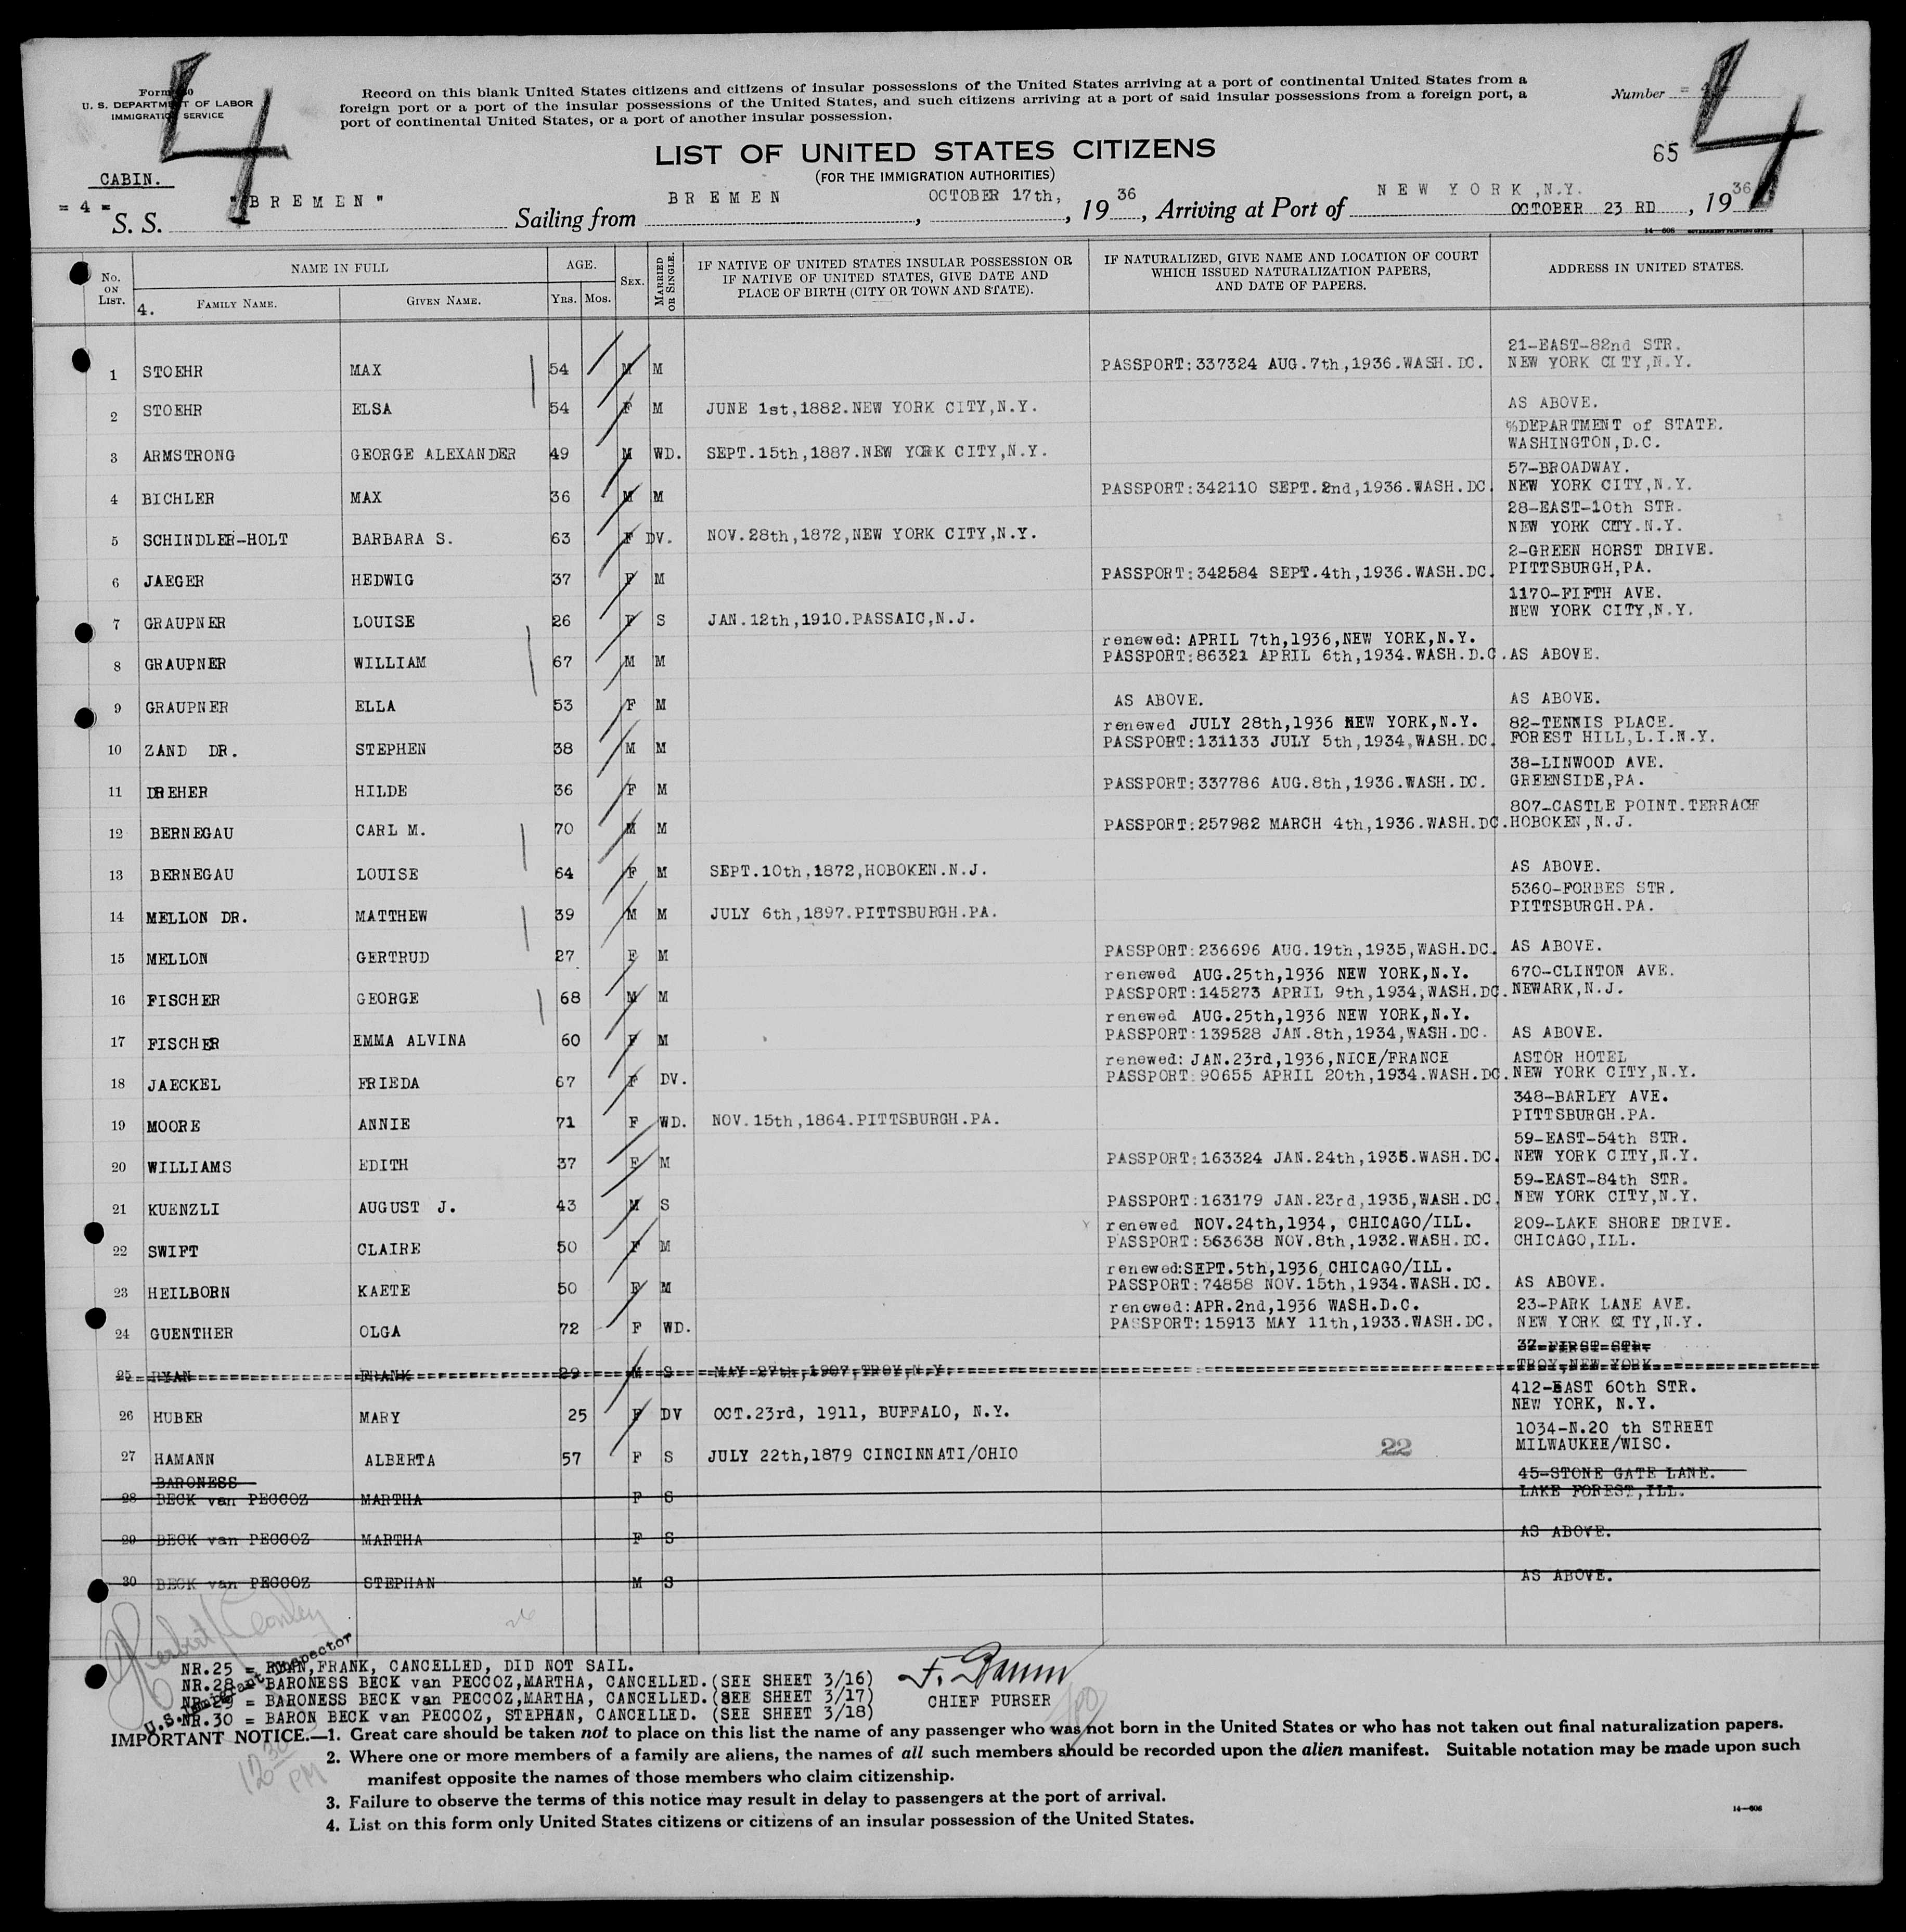 4 4
Form 630
U. S. DEPARTMENT OF LABOR
IMMIGRATION SERVICE
Record on this blank United States citizens and citizens of insular possessions of the United States arriving at a port of continental United States from a
foreign port or a port of the insular possessions of the United States, and such citizens arriving at a port of said insular possessions from a foreign port, a
port of continental United States, or a port of another insular possession.
Number = 4
LIST OF UNITED STATES CITIZENS
(FOR THE IMMIGRATION AUTHORITIES)
65
CABIN.
= 4 =
S. S. "BREMEN" Sailing from BREMEN, OCTOBER 17th, 1936, Arriving at Port of NEW YORK,N.Y. OCTOBER 23 RD, 1936
14—606 GOVERNMENT PRINTING OFFICE
No. ON LIST. NAME IN FULL AGE. SEX. MARRIED OR SINGLE. IF NATIVE OF UNITED STATES INSULAR POSSESSION OR IF NATIVE OF UNITED STATES, GIVE DATE AND PLACE OF BIRTH (CITY OR TOWN AND STATE). IF NATURALIZED, GIVE NAME AND LOCATION OF COURT WHICH ISSUED NATURALIZATION PAPERS, AND DATE OF PAPERS. ADDRESS IN UNITED STATES.
4. FAMILY NAME. GIVEN NAME. YRS. MOS.
21-EAST-82nd STR.
1 STOEHR MAX 54 M M PASSPORT:337324 AUG.7th,1936.WASH.DC. NEW YORK CITY,N.Y.
2 STOEHR ELSA 54 F M JUNE 1st,1882.NEW YORK CITY,N.Y. AS ABOVE.
%DEPARTMENT of STATE.
3 ARMSTRONG GEORGE ALEXANDER 49 M WD. SEPT.15th,1887.NEW YORK CITY,N.Y. WASHINGTON,D.C.
57-BROADWAY.
4 BICHLER MAX 36 M M PASSPORT:342110 SEPT.2nd,1936.WASH.DC. NEW YORK CITY,N.Y.
28-EAST-10th STR.
5 SCHINDLER-HOLT BARBARA S. 63 F DV. NOV.28th,1872,NEW YORK CITY,N.Y. NEW YORK CITY.N.Y.
2-GREEN HORST DRIVE.
6 JAEGER HEDWIG 37 F M PASSPORT:342584 SEPT.4th,1936.WASH.DC. PITTSBURGH,PA.
1170-FIFTH AVE.
7 GRAUPNER LOUISE 26 F S JAN.12th,1910.PASSAIC,N.J. NEW YORK CITY,N.Y.
renewed: APRIL 7th,1936,NEW YORK,N.Y.
8 GRAUPNER WILLIAM 67 M M PASSPORT:86321 APRIL 6th,1934.WASH.D.C. AS ABOVE.
9 GRAUPNER ELLA 53 F M AS ABOVE. AS ABOVE.
renewed JULY 28th,1936 NEW YORK,N.Y. 82-TENNIS PLACE.
10 ZAND DR. STEPHEN 38 M M PASSPORT:131133 JULY 5th,1934,WASH.DC. FOREST HILL,L.I.N.Y.
38-LINWOOD AVE.
11 DREHER HILDE 36 F M PASSPORT:337786 AUG.8th,1936.WASH.DC. GREENSIDE,PA.
807-CASTLE POINT.TERRACE
12 BERNEGAU CARL M. 70 M M PASSPORT:257982 MARCH 4th,1936.WASH.DC. HOBOKEN,N.J.
13 BERNEGAU LOUISE 64 F M SEPT.10th,1872,HOBOKEN.N.J. AS ABOVE.
5360-FORBES STR.
14 MELLON DR. MATTHEW 39 M M JULY 6th,1897.PITTSBURGH.PA. PITTSBURGH.PA.
15 MELLON GERTRUD 27 F M PASSPORT:236696 AUG.19th,1935,WASH.DC. AS ABOVE.
renewed AUG.25th,1936 NEW YORK,N.Y. 670-CLINTON AVE.
16 FISCHER GEORGE 68 M M PASSPORT:145273 APRIL 9th,1934,WASH.DC. NEWARK,N.J.
renewed AUG.25th,1936 NEW YORK,N.Y.
17 FISCHER EMMA ALVINA 60 F M PASSPORT:139528 JAN.8th,1934,WASH.DC. AS ABOVE.
renewed: JAN.23rd,1936,NICE/FRANCE ASTOR HOTEL
18 JAECKEL FRIEDA 67 F DV. PASSPORT:90655 APRIL 20th,1934.WASH.DC. NEW YORK CITY,N.Y.
348-BARLEY AVE.
19 MOORE ANNIE 71 F WD. NOV.15th,1864.PITTSBURGH.PA. PITTSBURGH.PA.
59-EAST-54th STR.
20 WILLIAMS EDITH 37 F M PASSPORT:163324 JAN.24th,1935.WASH.DC. NEW YORK CITY,N.Y.
59-EAST-84th STR.
21 KUENZLI AUGUST J. 43 M S PASSPORT:163179 JAN.23rd,1935,WASH.DC. NEW YORK CITY,N.Y.
renewed NOV.24th,1934, CHICAGO/ILL. 209-LAKE SHORE DRIVE.
22 SWIFT CLAIRE 50 F M PASSPORT:563638 NOV.8th,1932.WASH.DC. CHICAGO,ILL.
renewed:SEPT.5th,1936,CHICAGO/ILL.
23 HEILBORN KAETE 50 F M PASSPORT:74858 NOV.15th,1934.WASH.DC. AS ABOVE.
renewed:APR.2nd,1936 WASH.D.C. 23-PARK LANE AVE.
24 GUENTHER OLGA 72 F WD. PASSPORT:15913 MAY 11th,1933.WASH.DC. NEW YORK CITY,N.Y.
37-FIRST-STR.
25 RYAN FRANK 29 M S MAY 27th,1907,TROY,N.Y. TROY,NEW YORK.
412-EAST 60th STR.
26 HUBER MARY 25 F DV OCT.23rd, 1911, BUFFALO, N.Y. NEW YORK, N.Y.
1034-N.20 th STREET
27 HAMANN ALBERTA 57 F S JULY 22th,1879 CINCINNATI/OHIO 22 MILWAUKEE/WISC.
BARONESS 45-STONE GATE LANE.
28 BECK van PECCOZ MARTHA F S LAKE FOREST,ILL.
29 BECK van PECCOZ MARTHA F S AS ABOVE.
30 BECK van PECCOZ STEPHAN M S AS ABOVE.
26
U.S. Immigrant Inspector
NR.25 = RYAN,FRANK, CANCELLED, DID NOT SAIL.
NR.28 = BARONESS BECK van PECCOZ,MARTHA, CANCELLED.(SEE SHEET 3/16)
NR.29 = BARONESS BECK van PECCOZ,MARTHA, CANCELLED.(SEE SHEET 3/17)
NR.30 = BARON BECK van PECCOZ, STEPHAN, CANCELLED. (SEE SHEET 3/18)
CHIEF PURSER
12 30 PM
IMPORTANT NOTICE.—1. Great care should be taken not to place on this list the name of any passenger who was not born in the United States or who has not taken out final naturalization papers.
2. Where one or more members of a family are aliens, the names of all such members should be recorded upon the alien manifest. Suitable notation may be made upon such
manifest opposite the names of those members who claim citizenship.
3. Failure to observe the terms of this notice may result in delay to passengers at the port of arrival.
4. List on this form only United States citizens or citizens of an insular possession of the United States.
14—606